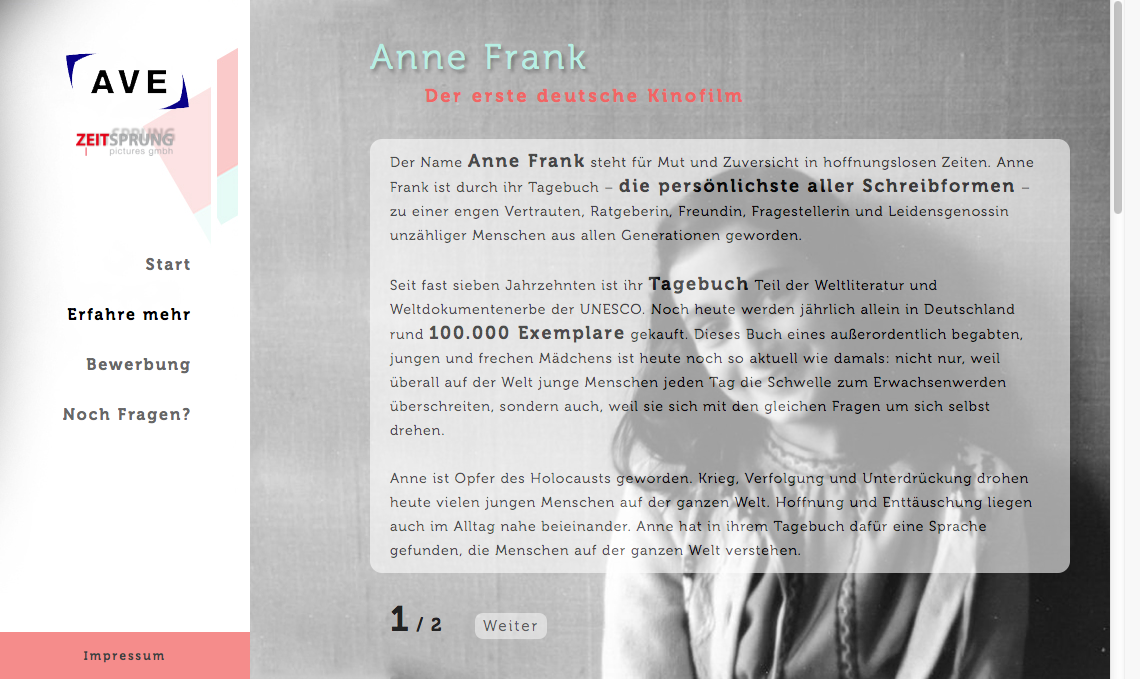 AVE
ZEITSPRUNG
pictures gmbh
Start
Erfahre mehr
Bewerbung
Noch Fragen?
Impressum
Anne Frank
Der erste deutsche Kinofilm
Der Name Anne Frank steht für Mut und Zuversicht in hoffnungslosen Zeiten. Anne
Frank ist durch ihr Tagebuch – die persönlichste aller Schreibformen –
zu einer engen Vertrauten, Ratgeberin, Freundin, Fragestellerin und Leidensgenossin
unzähliger Menschen aus allen Generationen geworden.
Seit fast sieben Jahrzehnten ist ihr Tagebuch Teil der Weltliteratur und
Weltdokumentenerbe der UNESCO. Noch heute werden jährlich allein in Deutschland
rund 100.000 Exemplare gekauft. Dieses Buch eines außerordentlich begabten,
jungen und frechen Mädchens ist heute noch so aktuell wie damals: nicht nur, weil
überall auf der Welt junge Menschen jeden Tag die Schwelle zum Erwachsenwerden
überschreiten, sondern auch, weil sie sich mit den gleichen Fragen um sich selbst
drehen.
Anne ist Opfer des Holocausts geworden. Krieg, Verfolgung und Unterdrückung drohen
heute vielen jungen Menschen auf der ganzen Welt. Hoffnung und Enttäuschung liegen
auch im Alltag nahe beieinander. Anne hat in ihrem Tagebuch dafür eine Sprache
gefunden, die Menschen auf der ganzen Welt verstehen.
1 / 2 Weiter